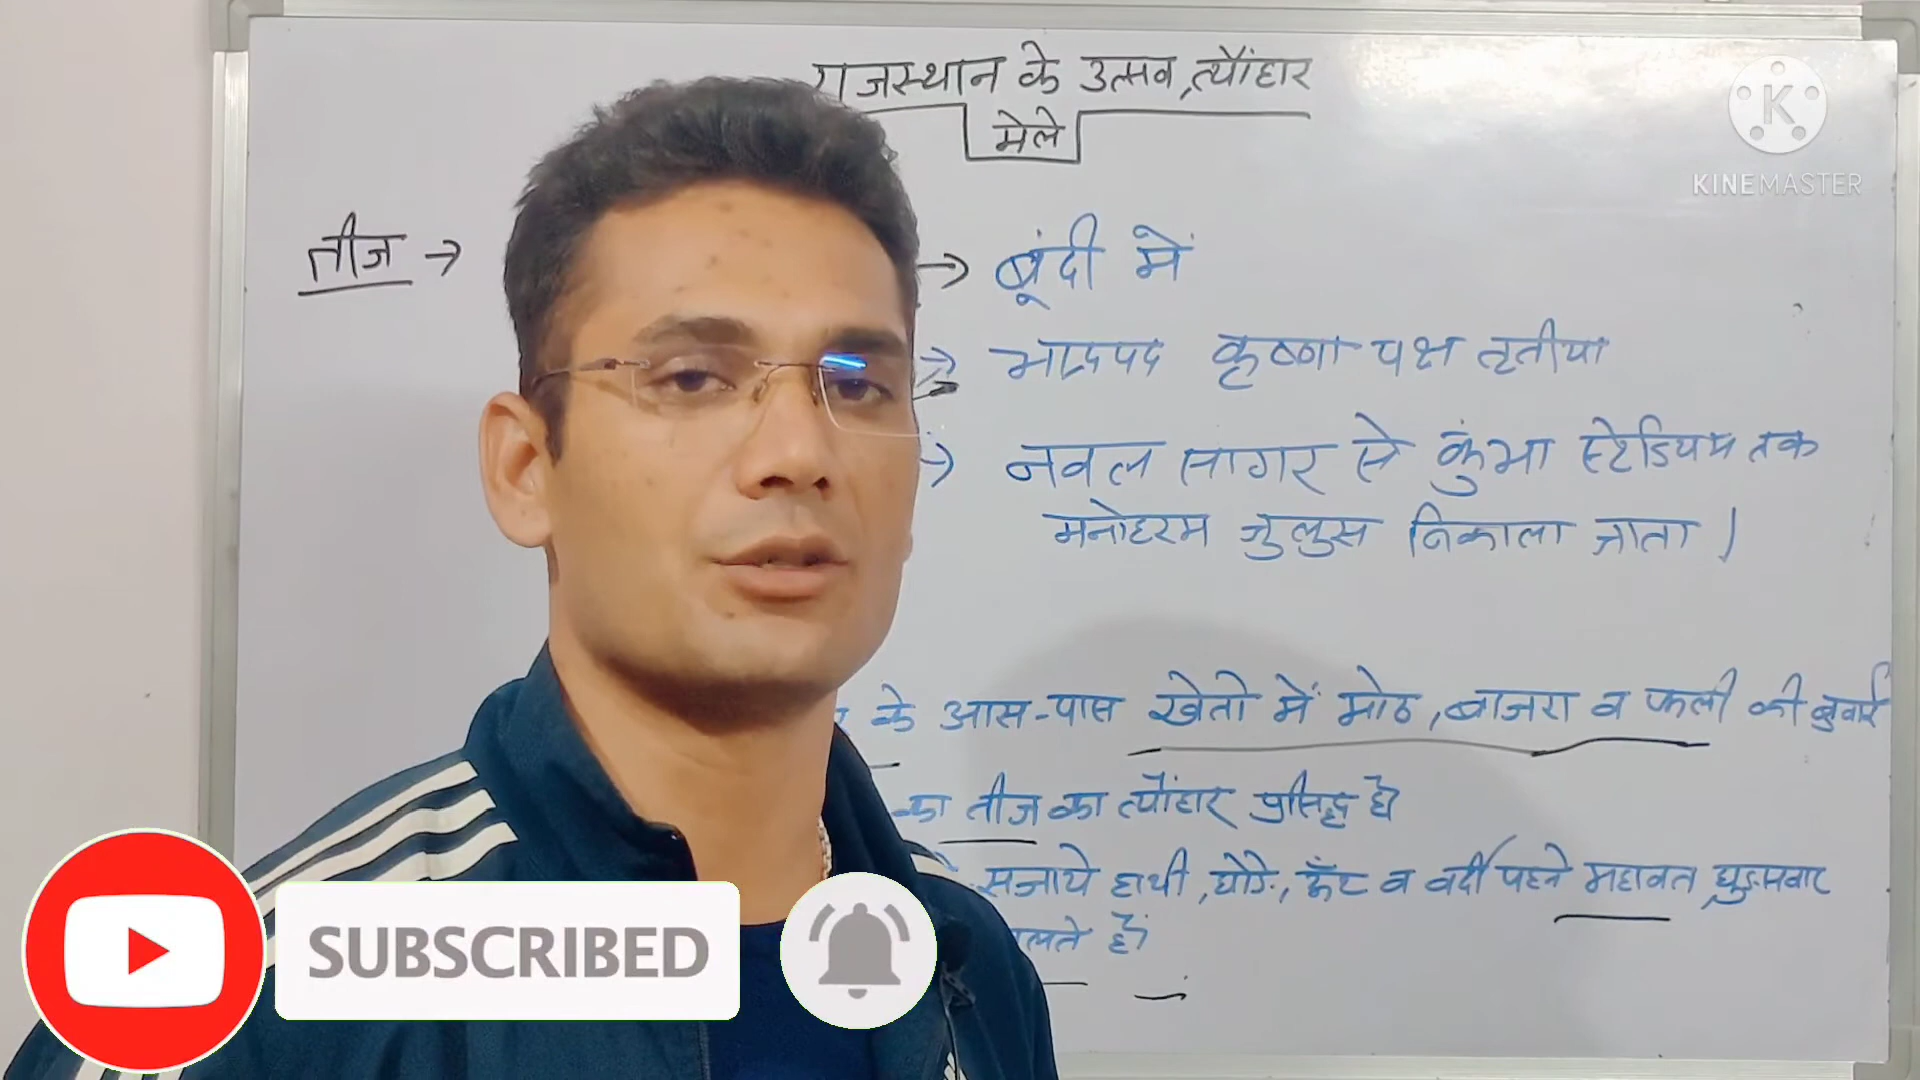 राजस्थान के उत्सव, त्यौंहार
मेले
KINEMASTER
तीज → → बूंदी में
→ भाद्रपद कृष्णा पक्ष तृतीया
→ नवल सागर से कुंभा स्टेडियम तक
मनोहरम जुलुस निकाला जाता।
के आस-पास खेतो में मोठ, बाजरा व फली की
का तीज का त्यौंहार प्रसिद्ध है
सजाये हाथी, घोड़े, ऊँट व वर्दी पहने महावत, घुड़सवार
हैं
SUBSCRIBED